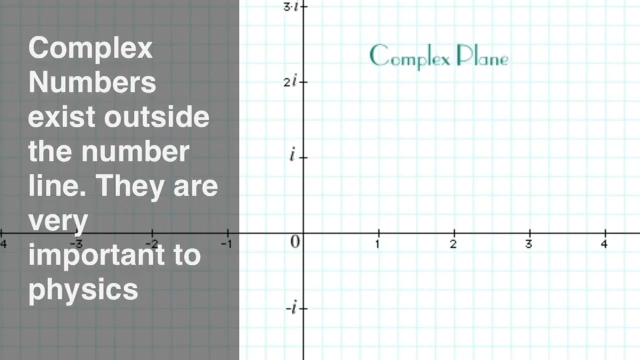 Complex
Numbers
exist outside
the number
line. They are
very
important to
physics
Complex Plane
3i
2i
i
-4 -3 -2 -1 0 1 2 3 4
-i